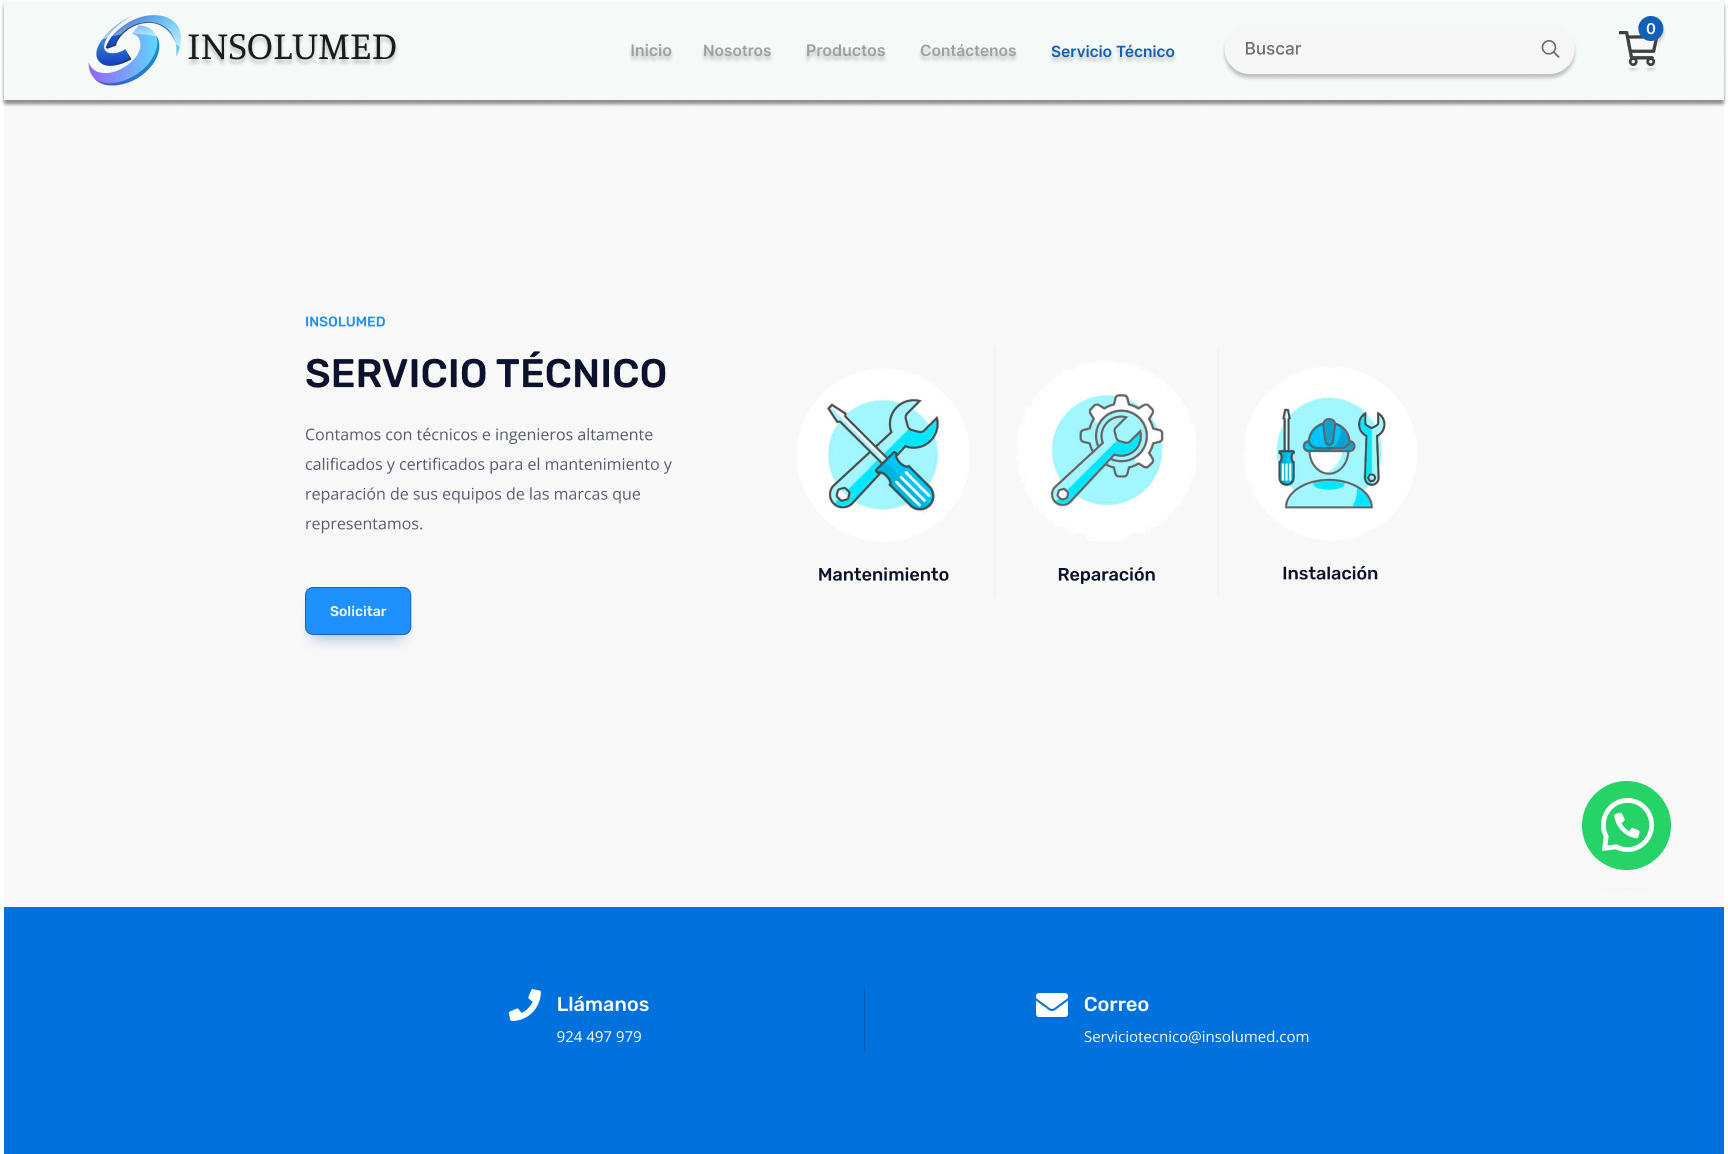 INSOLUMED
Inicio
Nosotros
Productos
Contáctenos
Servicio Técnico
Buscar
0
INSOLUMED
SERVICIO TÉCNICO
Contamos con técnicos e ingenieros altamente
calificados y certificados para el mantenimiento y
reparación de sus equipos de las marcas que
representamos.
Solicitar
Mantenimiento
Reparación
Instalación
Llámanos
924 497 979
Correo
Serviciotecnico@insolumed.com